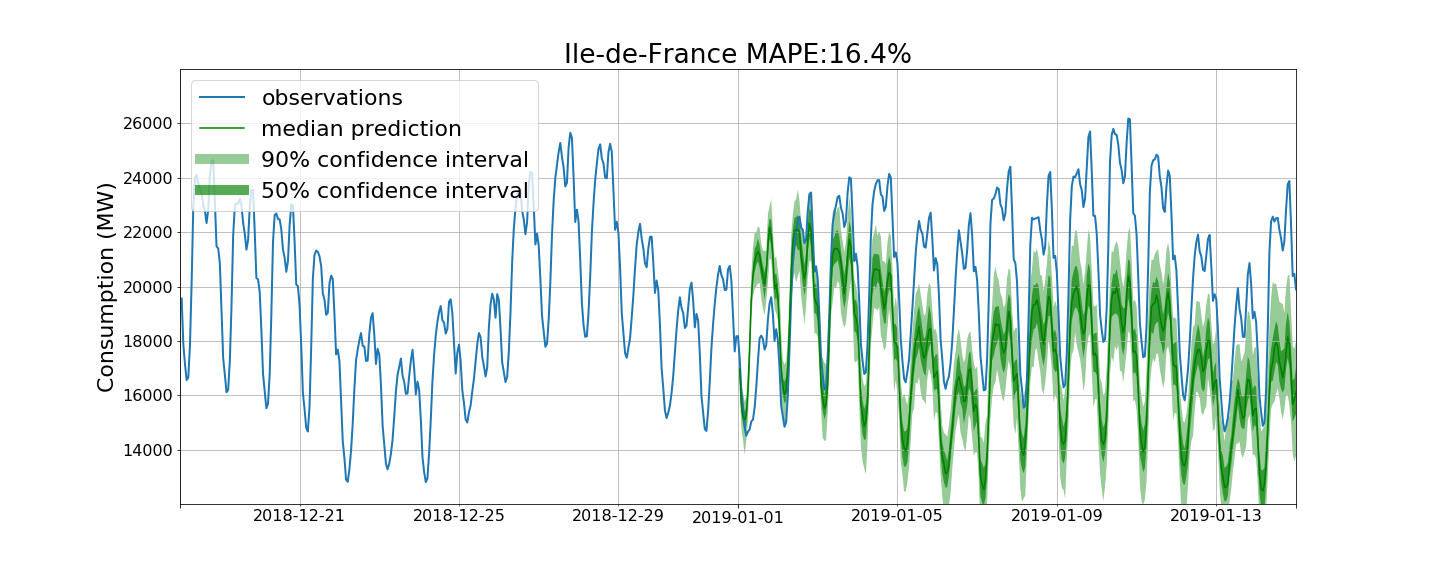 Ile-de-France MAPE:16.4%
observations
median prediction
90% confidence interval
50% confidence interval
Consumption (MW)
26000
24000
22000
20000
18000
16000
14000
2018-12-21 2018-12-25 2018-12-29 2019-01-01 2019-01-05 2019-01-09 2019-01-13